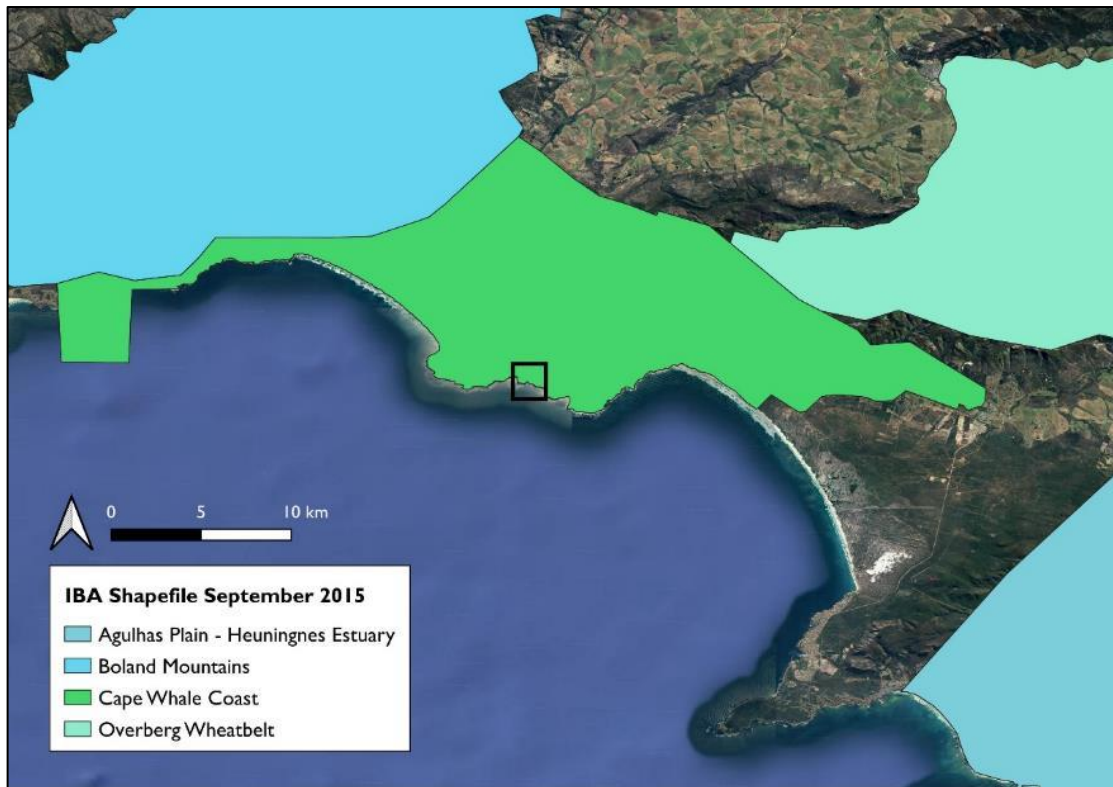 0 5 10 km
IBA Shapefile September 2015
Agulhas Plain - Heuningnes Estuary
Boland Mountains
Cape Whale Coast
Overberg Wheatbelt